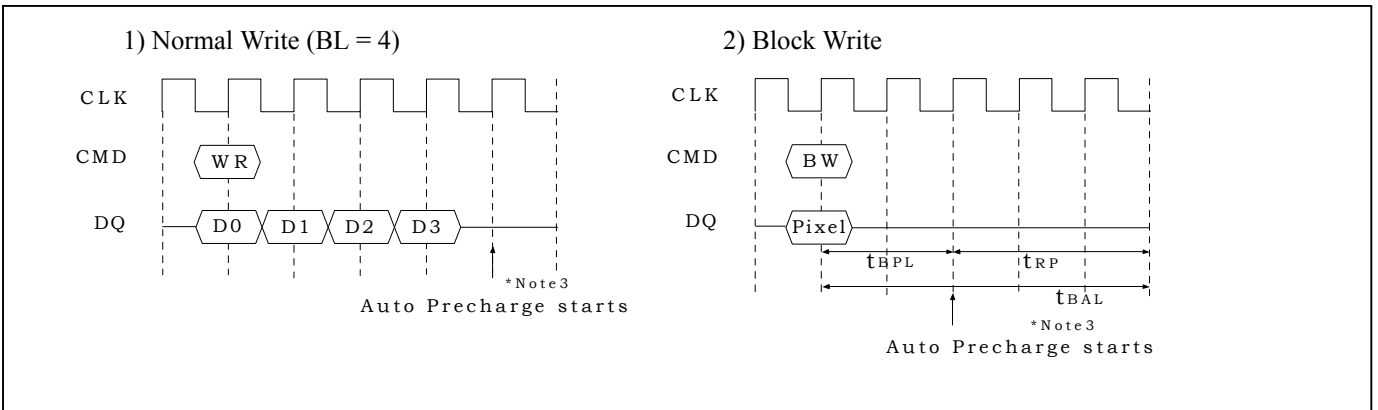 1) Normal Write (BL = 4)
CLK
CMD
WR
DQ
D0 D1 D2 D3
*Note3
Auto Precharge starts
2) Block Write
CLK
CMD
BW
DQ
Pixel
tBPL tRP
tBAL
*Note3
Auto Precharge starts